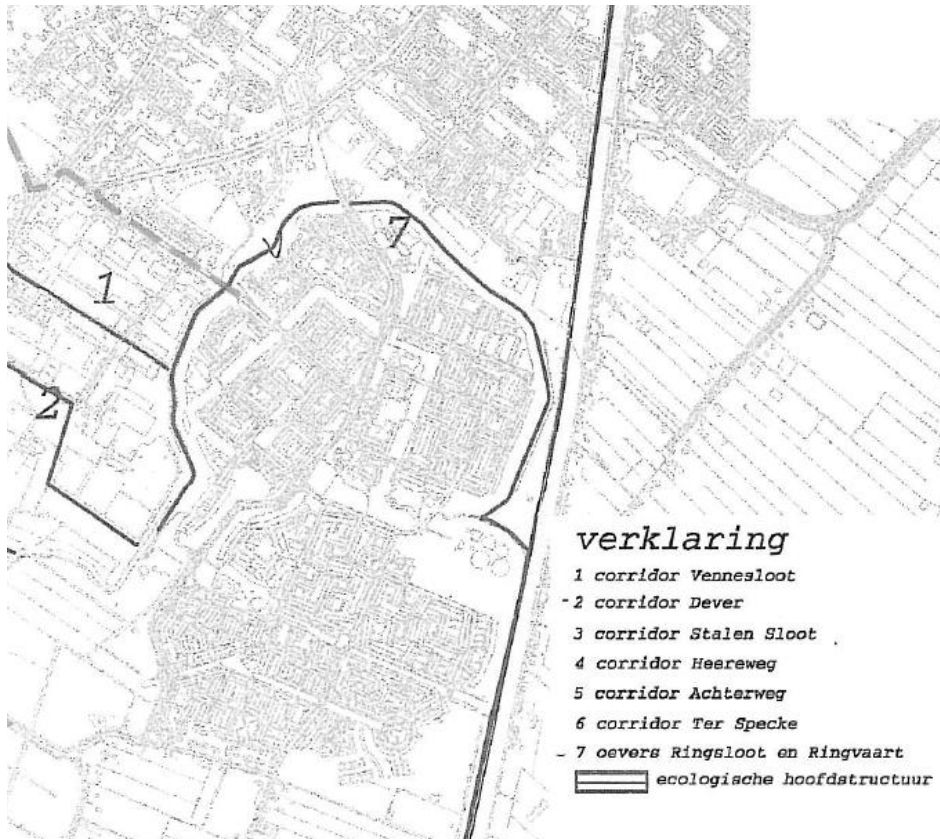 1
7
2
verklaring
1 corridor Vennesloot
- 2 corridor Dever
3 corridor Stalen Sloot
4 corridor Heereweg
5 corridor Achterweg
6 corridor Ter Specke
- 7 oevers Ringsloot en Ringvaart
ecologische hoofdstructuur